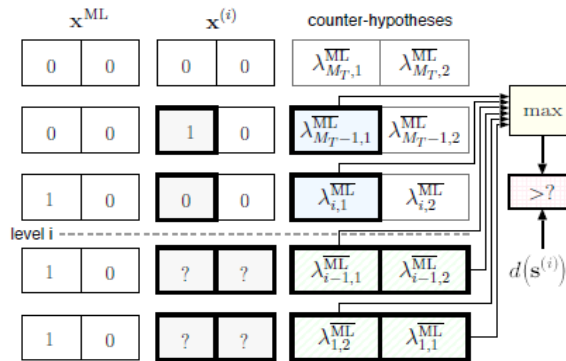 x^ML x^(i) counter-hypotheses
0 0 0 0 λ^\overline{ML}_{M_T,1} λ^\overline{ML}_{M_T,2}
0 0 1 0 λ^\overline{ML}_{M_T−1,1} λ^\overline{ML}_{M_T−1,2} max
1 0 0 0 λ^\overline{ML}_{i,1} λ^\overline{ML}_{i,2} >?
level i
1 0 ? ? λ^\overline{ML}_{i−1,1} λ^\overline{ML}_{i−1,2} d(s^(i))
1 0 ? ? λ^\overline{ML}_{1,2} λ^\overline{ML}_{1,1}